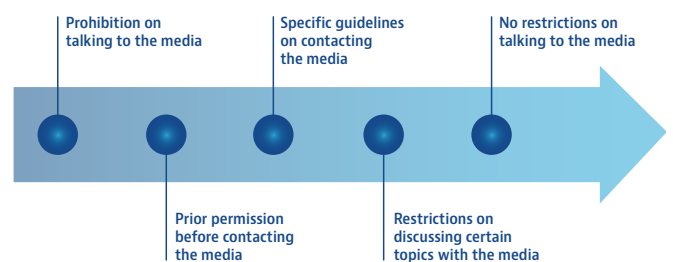 Prohibition on
talking to the media
Specific guidelines
on contacting
the media
No restrictions on
talking to the media
Prior permission
before contacting
the media
Restrictions on
discussing certain
topics with the media